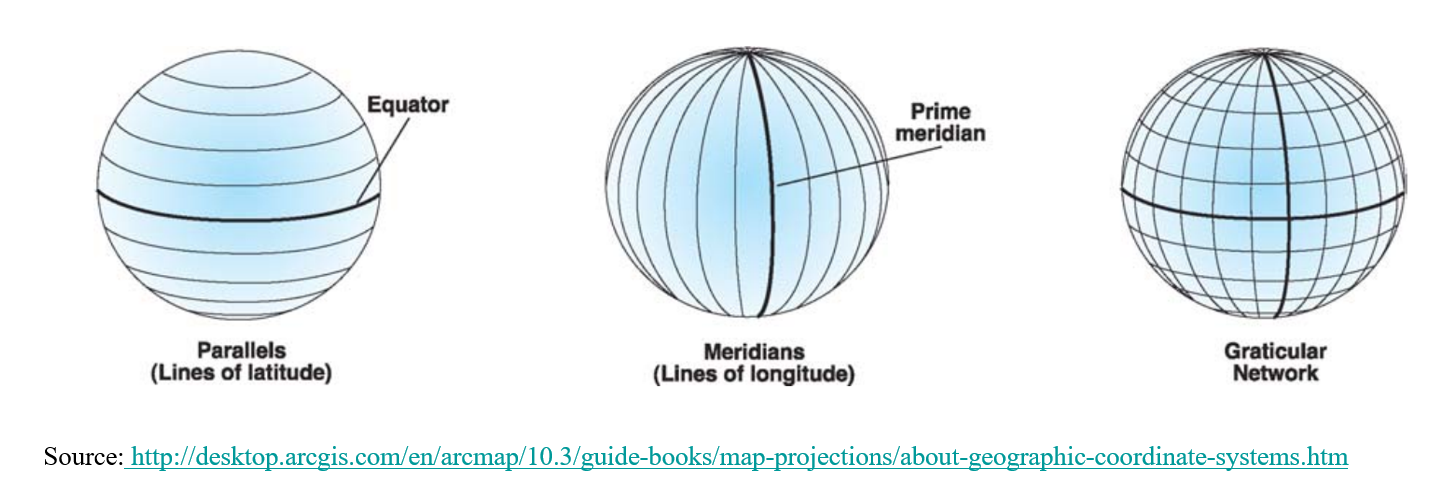 Equator
Prime
meridian
Parallels
(Lines of latitude)
Meridians
(Lines of longitude)
Graticular
Network
Source: http://desktop.arcgis.com/en/arcmap/10.3/guide-books/map-projections/about-geographic-coordinate-systems.htm